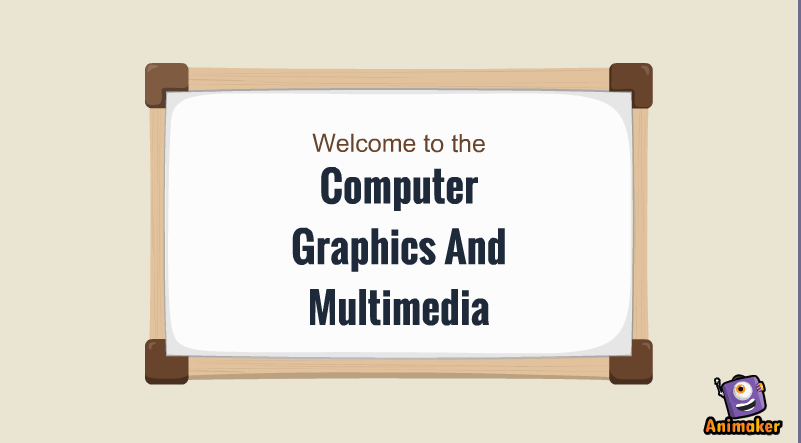 Welcome to the
Computer
Graphics And
Multimedia
Animaker